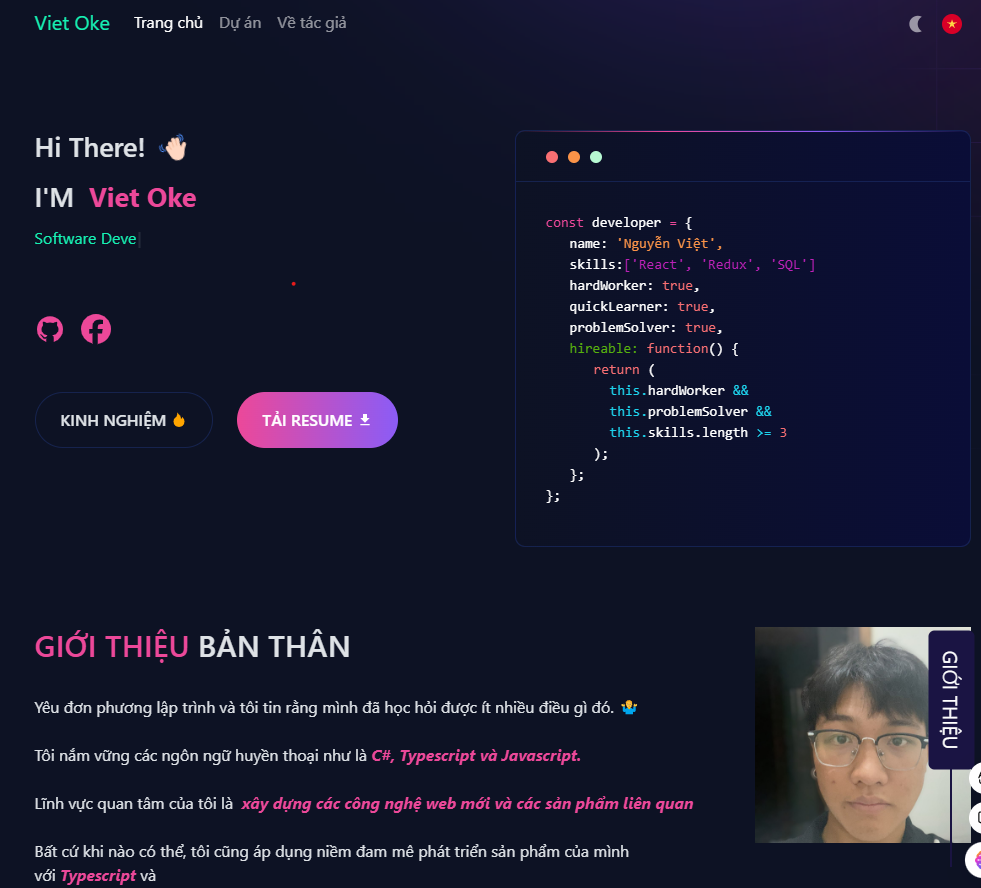 Viet Oke Trang chủ Dự án Về tác giả
Hi There! 👋🏻
I'M Viet Oke
Software Deve|
KINH NGHIỆM 🔥
TẢI RESUME
const developer = {
name: 'Nguyễn Việt',
skills:['React', 'Redux', 'SQL']
hardWorker: true,
quickLearner: true,
problemSolver: true,
hireable: function() {
return (
this.hardWorker &&
this.problemSolver &&
this.skills.length >= 3
);
};
};
GIỚI THIỆU BẢN THÂN
Yêu đơn phương lập trình và tôi tin rằng mình đã học hỏi được ít nhiều điều gì đó. 🤷‍♂️
Tôi nắm vững các ngôn ngữ huyền thoại như là C#, Typescript và Javascript.
Lĩnh vực quan tâm của tôi là xây dựng các công nghệ web mới và các sản phẩm liên quan
Bất cứ khi nào có thể, tôi cũng áp dụng niềm đam mê phát triển sản phẩm của mình
với Typescript và
GIỚI THIỆU